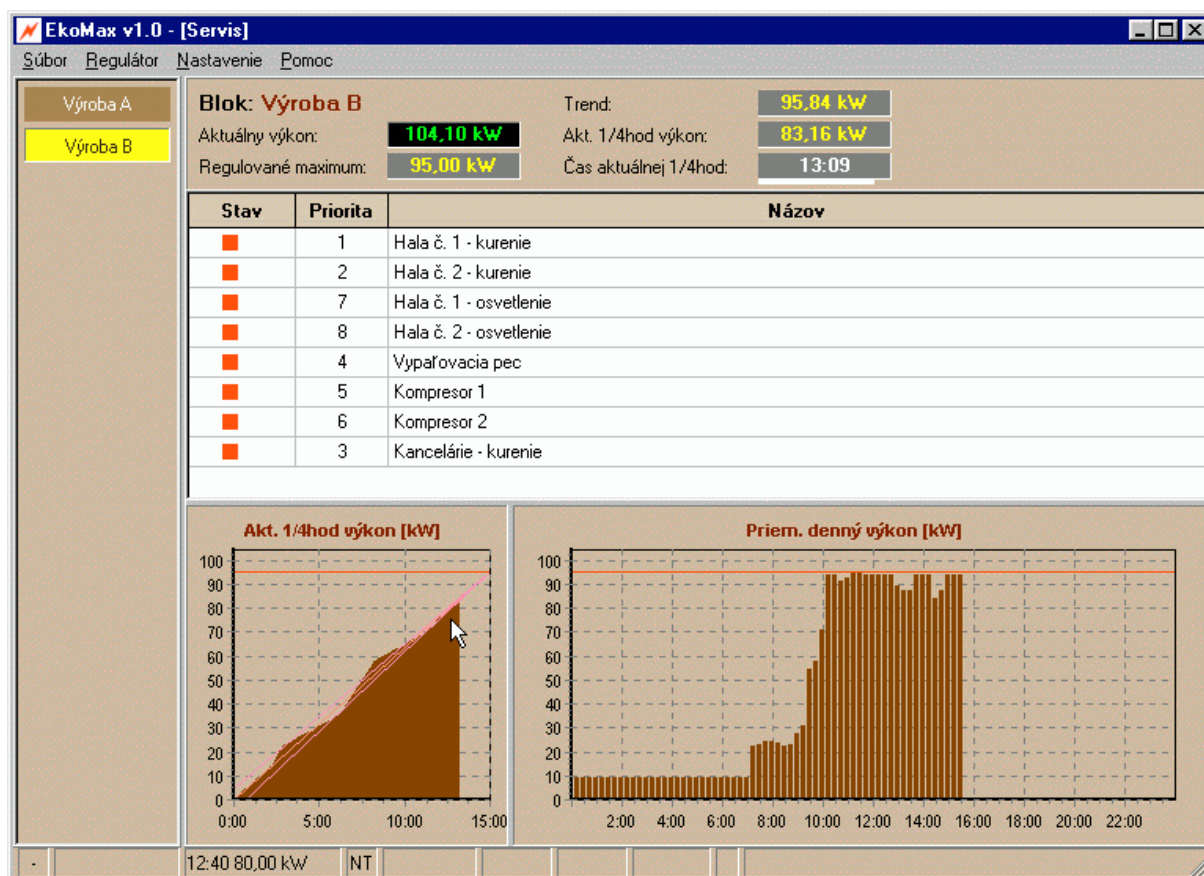 EkoMax v1.0 - [Servis]
Súbor Regulátor Nastavenie Pomoc
Výroba A
Výroba B
Blok: Výroba B
Aktuálny výkon: 104,10 kW
Regulované maximum: 95,00 kW
Trend: 95,84 kW
Akt. 1/4hod výkon: 83,16 kW
Čas aktuálnej 1/4hod: 13:09
Stav Priorita Názov
1 Hala č. 1 - kurenie
2 Hala č. 2 - kurenie
7 Hala č. 1 - osvetlenie
8 Hala č. 2 - osvetlenie
4 Vypaľovacia pec
5 Kompresor 1
6 Kompresor 2
3 Kancelárie - kurenie
Akt. 1/4hod výkon [kW]
100
90
80
70
60
50
40
30
20
10
0
0:00 5:00 10:00 15:00
Priem. denný výkon [kW]
100
90
80
70
60
50
40
30
20
10
0
2:00 4:00 6:00 8:00 10:00 12:00 14:00 16:00 18:00 20:00 22:00
- 12:40 80,00 kW NT